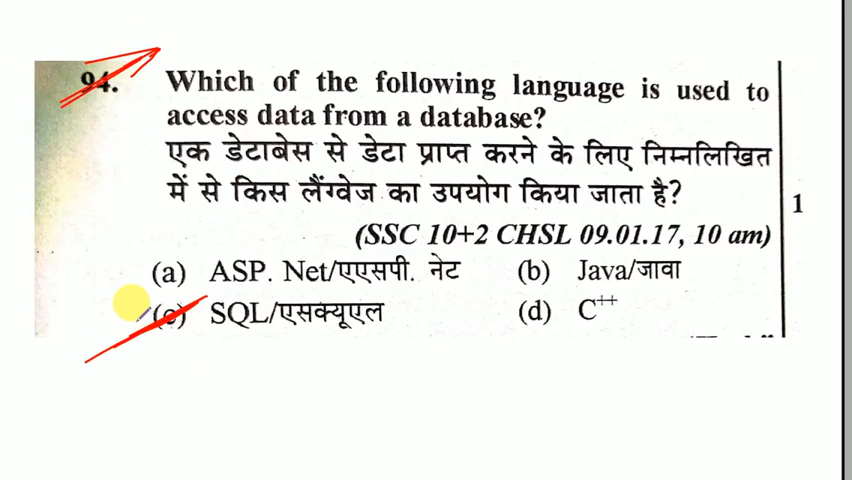 94. Which of the following language is used to
access data from a database?
एक डेटाबेस से डेटा प्राप्त करने के लिए निम्नलिखित
में से किस लैंग्वेज का उपयोग किया जाता है?
(SSC 10+2 CHSL 09.01.17, 10 am)
1
(a) ASP. Net/एएसपी. नेट (b) Java/जावा
(c) SQL/एसक्यूएल (d) C++